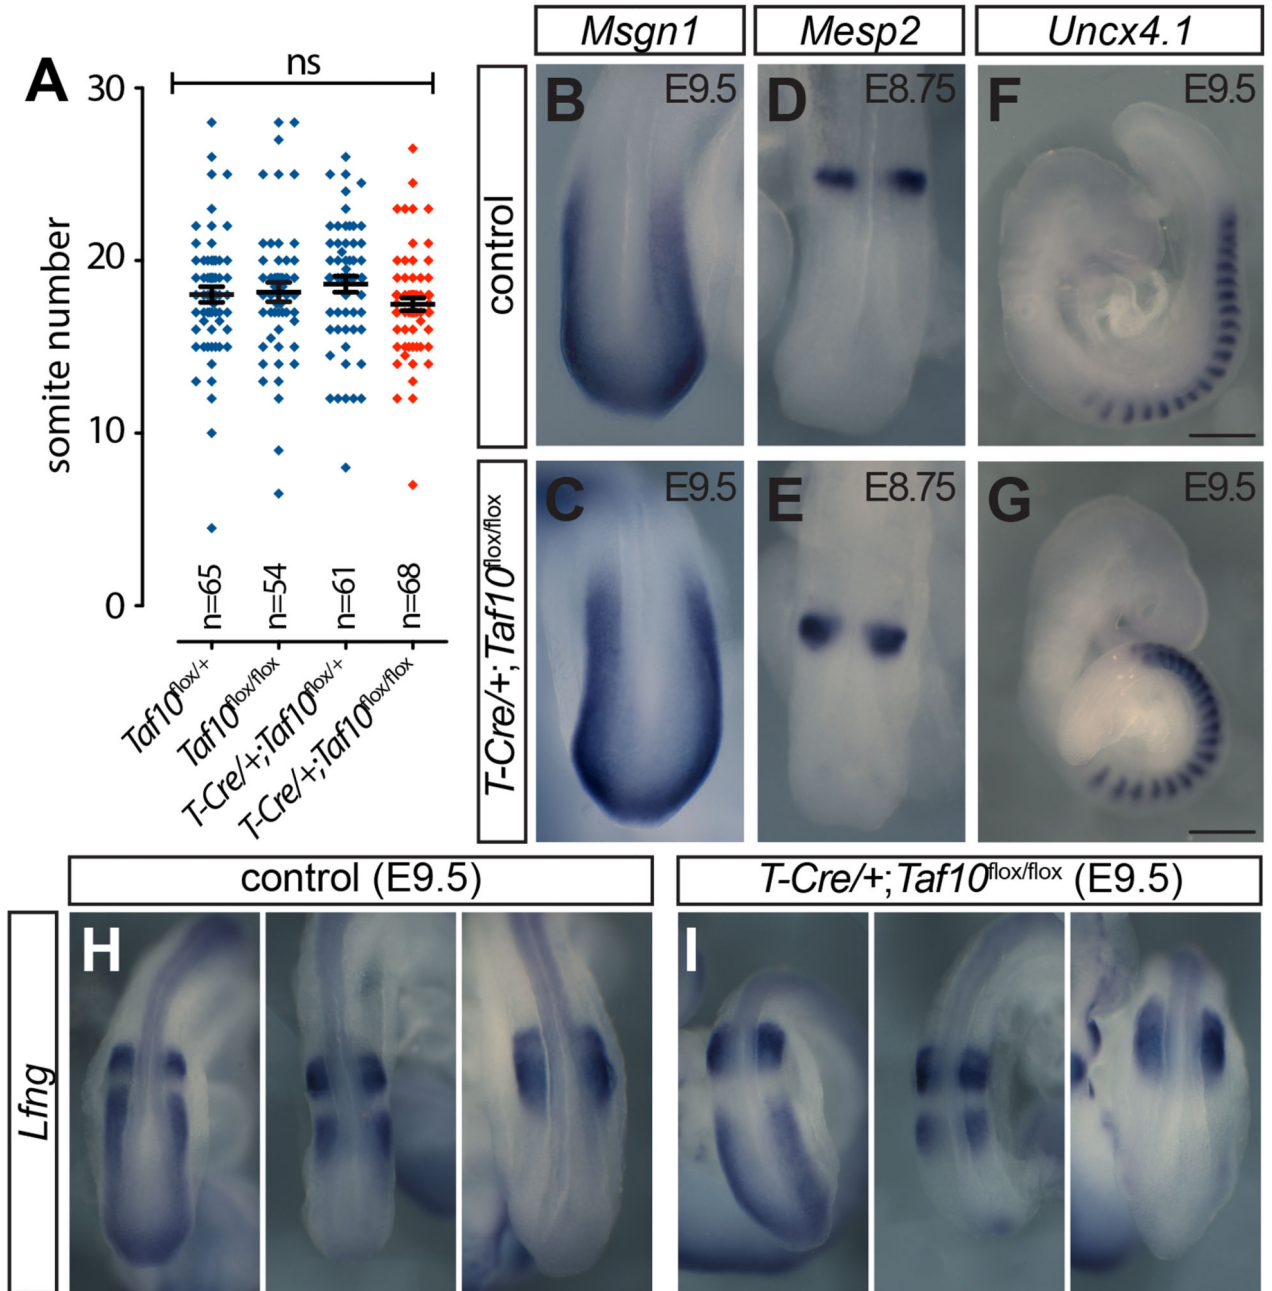 Msgn1 Mesp2 Uncx4.1
A
ns
30
20
10
0
somite number
n=65
n=54
n=61
n=68
Taf10flox/+
Taf10flox/flox
T-Cre/+;Taf10flox/+
T-Cre/+;Taf10flox/flox
control
B E9.5
D E8.75
F E9.5
T-Cre/+;Taf10flox/flox
C E9.5
E E8.75
G E9.5
control (E9.5)
T-Cre/+;Taf10flox/flox (E9.5)
Lfng
H
I